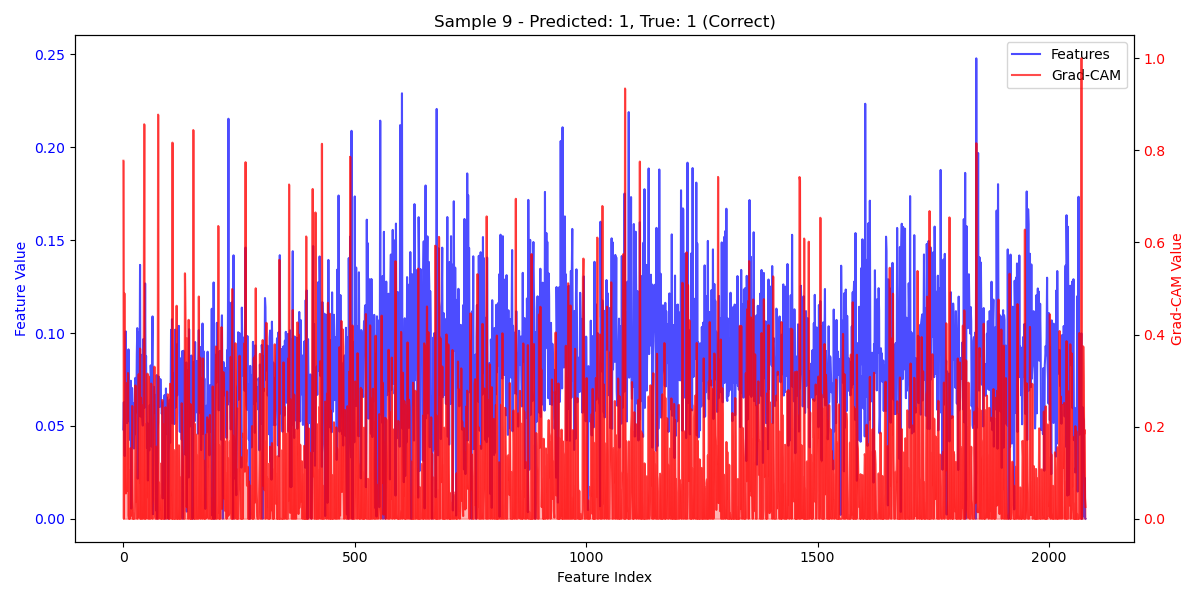 Sample 9 - Predicted: 1, True: 1 (Correct)
Features
Grad-CAM
0.25
0.20
0.15
0.10
0.05
0.00
Feature Value
1.0
0.8
0.6
0.4
0.2
0.0
Grad-CAM Value
0
500
1000
1500
2000
Feature Index